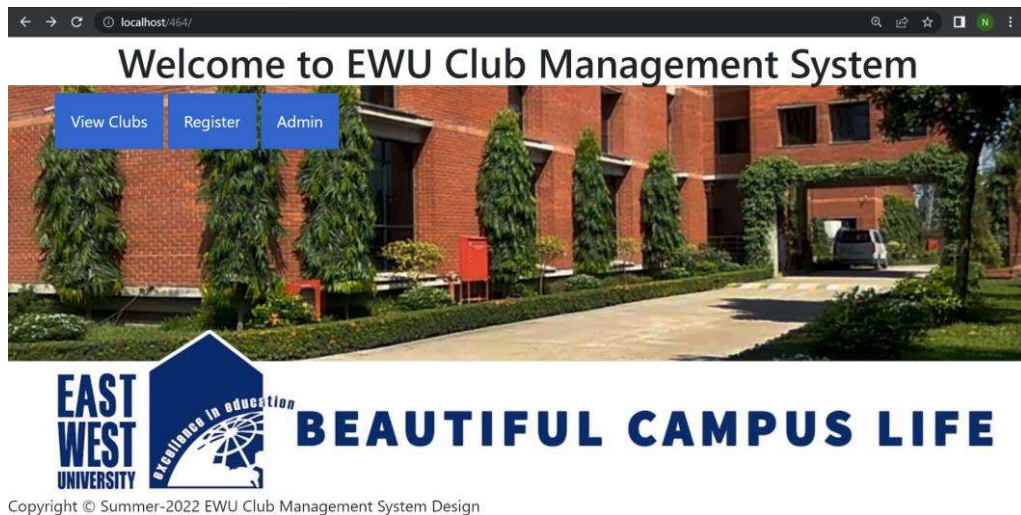 localhost/464/
N
Welcome to EWU Club Management System
View Clubs Register Admin
EAST
WEST
UNIVERSITY
excellence in education
BEAUTIFUL CAMPUS LIFE
Copyright © Summer-2022 EWU Club Management System Design